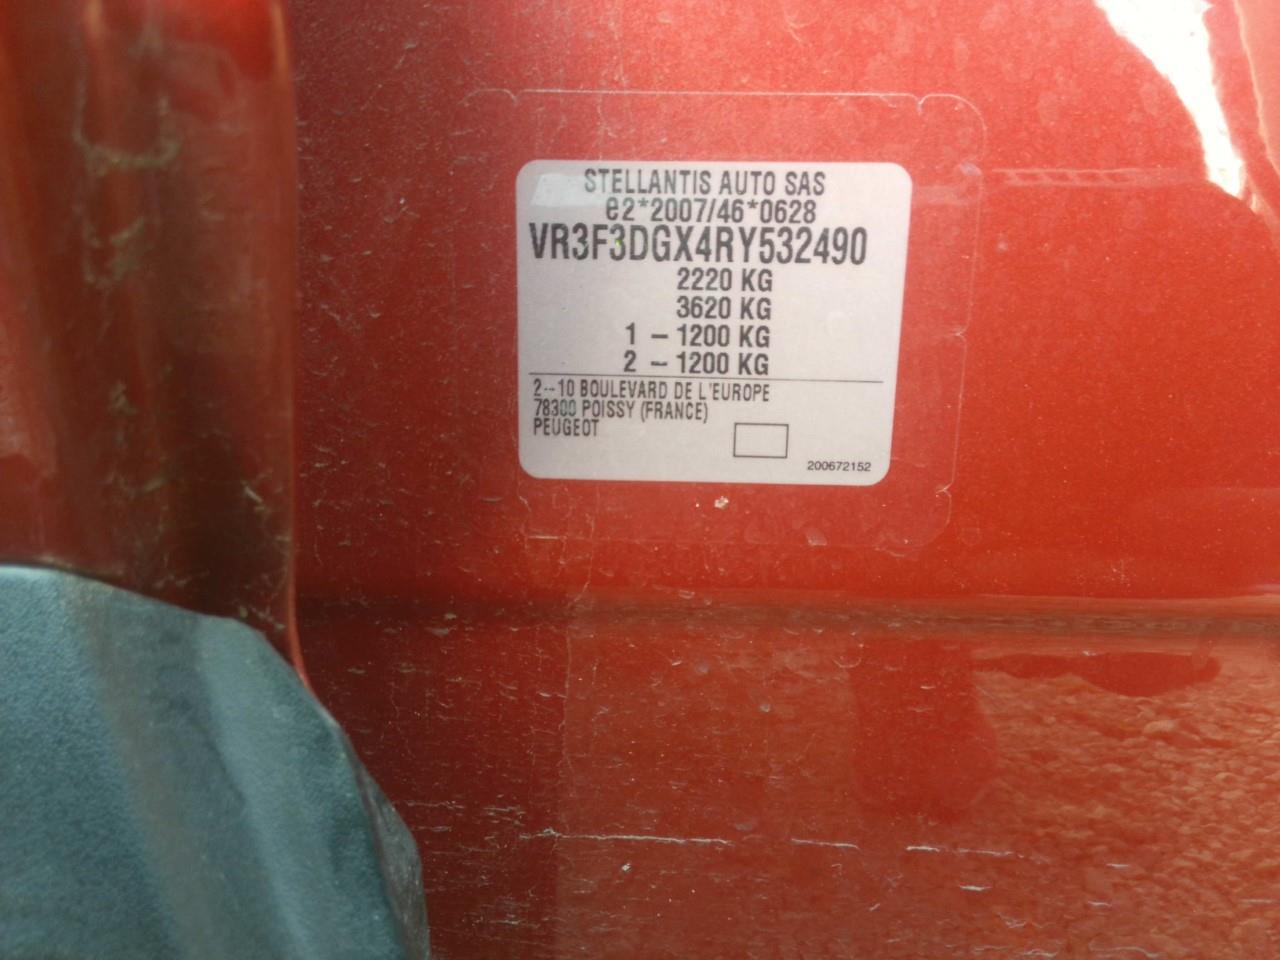 STELLANTIS AUTO SAS
e2*2007/46*0628
VR3F3DGX4RY532490
2220 KG
3620 KG
1 – 1200 KG
2 – 1200 KG
2--10 BOULEVARD DE L'EUROPE
78300 POISSY (FRANCE)
PEUGEOT
200672152